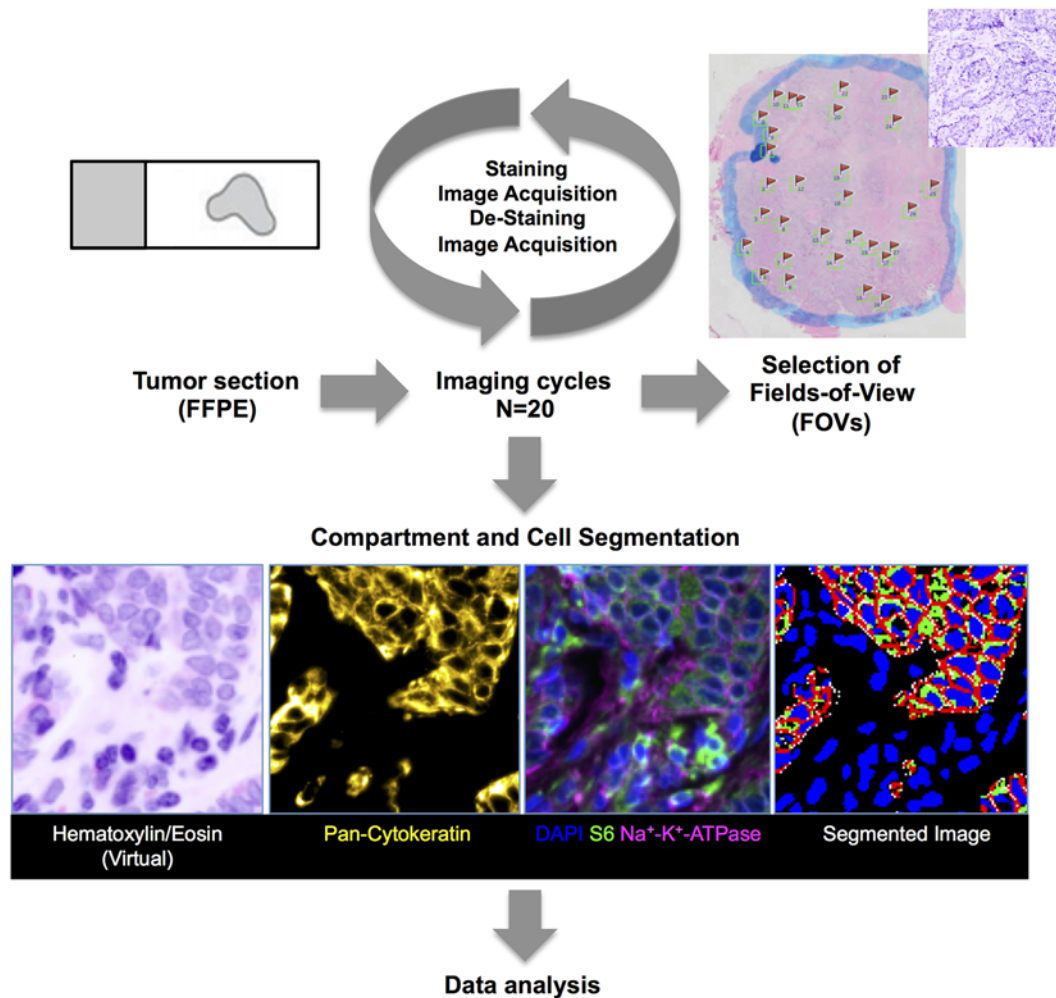 Staining
Image Acquisition
De-Staining
Image Acquisition
Tumor section
(FFPE)
Imaging cycles
N=20
Selection of
Fields-of-View
(FOVs)
Compartment and Cell Segmentation
Hematoxylin/Eosin
(Virtual)
Pan-Cytokeratin
DAPI S6 Na⁺-K⁺-ATPase
Segmented Image
Data analysis